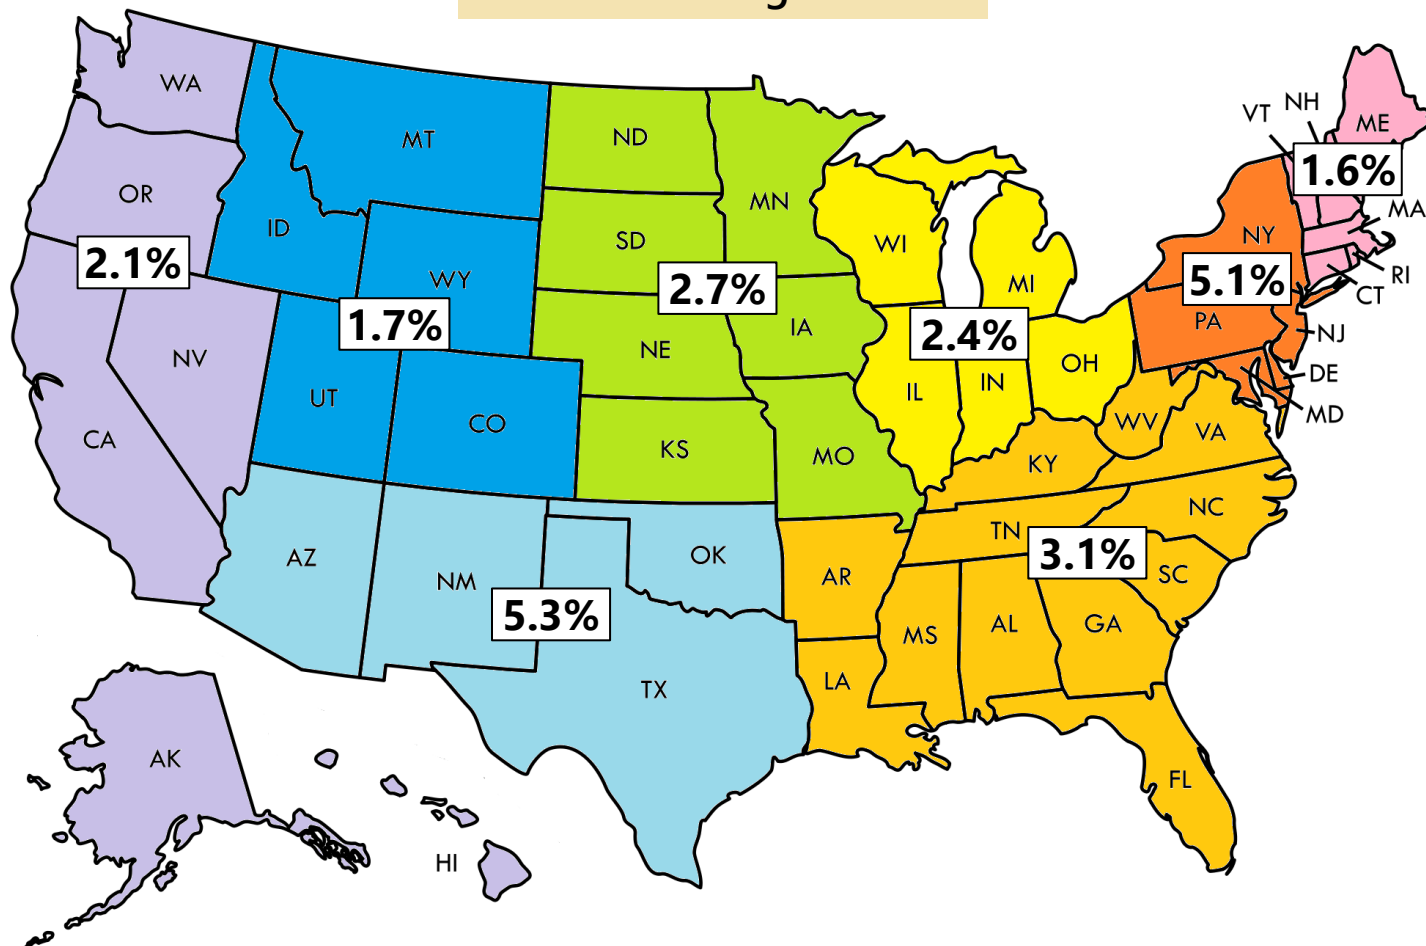 WA
MT
ND
MN
VT
NH
ME
1.6%
OR
ID
SD
WI
NY
MA
2.1%
WY
2.7%
MI
5.1%
RI
CT
1.7%
IA
2.4%
PA
NJ
NV
NE
OH
DE
UT
CO
IL
IN
MD
CA
KS
MO
KY
WV
VA
AZ
NM
OK
AR
TN
NC
3.1%
SC
5.3%
MS
AL
GA
TX
LA
AK
FL
HI